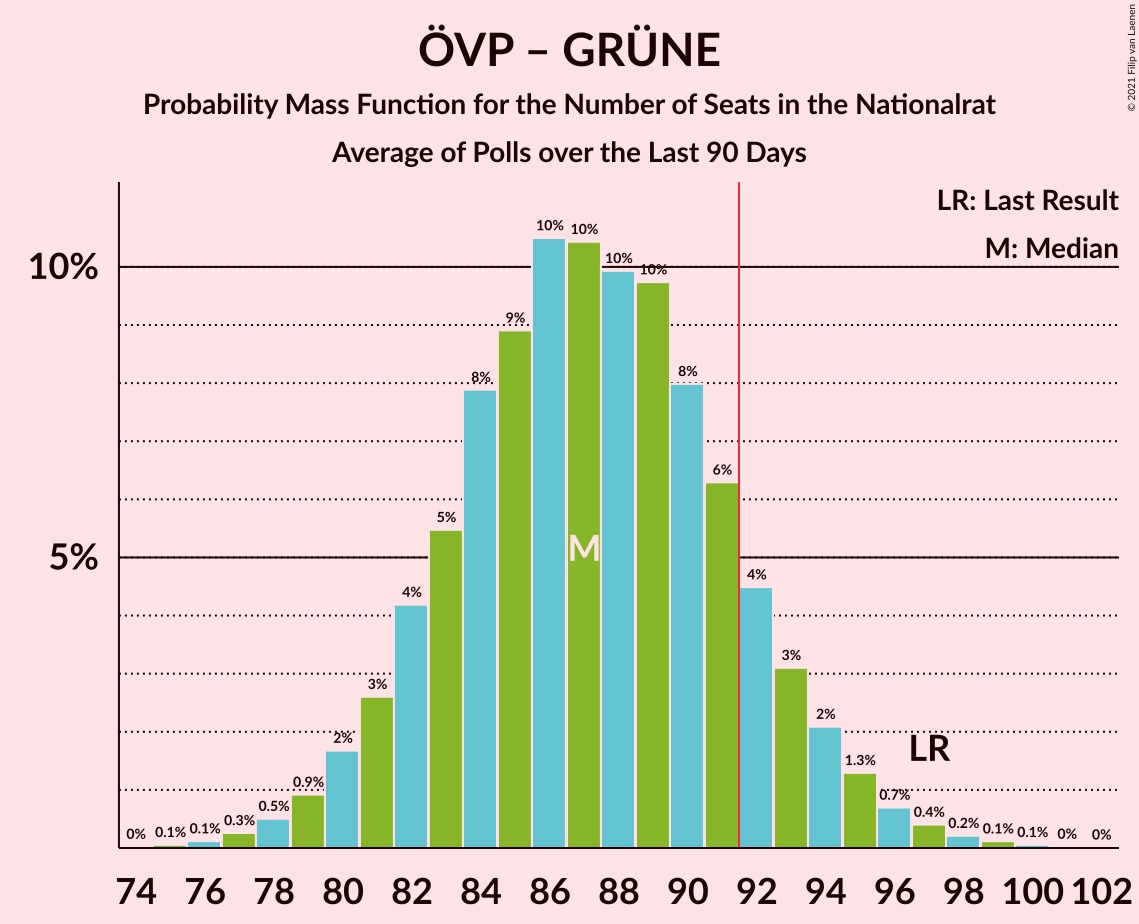 ÖVP – GRÜNE
Probability Mass Function for the Number of Seats in the Nationalrat
Average of Polls over the Last 90 Days
© 2021 Filip van Laenen
LR: Last Result
M: Median
10%
5%
0% 0.1% 0.1% 0.3% 0.5% 0.9% 2% 3% 4% 5% 8% 9% 10% 10% 10% 10% 8% 6% 4% 3% 2% 1.3% 0.7% 0.4% 0.2% 0.1% 0.1% 0% 0%
M
LR
74 76 78 80 82 84 86 88 90 92 94 96 98 100 102